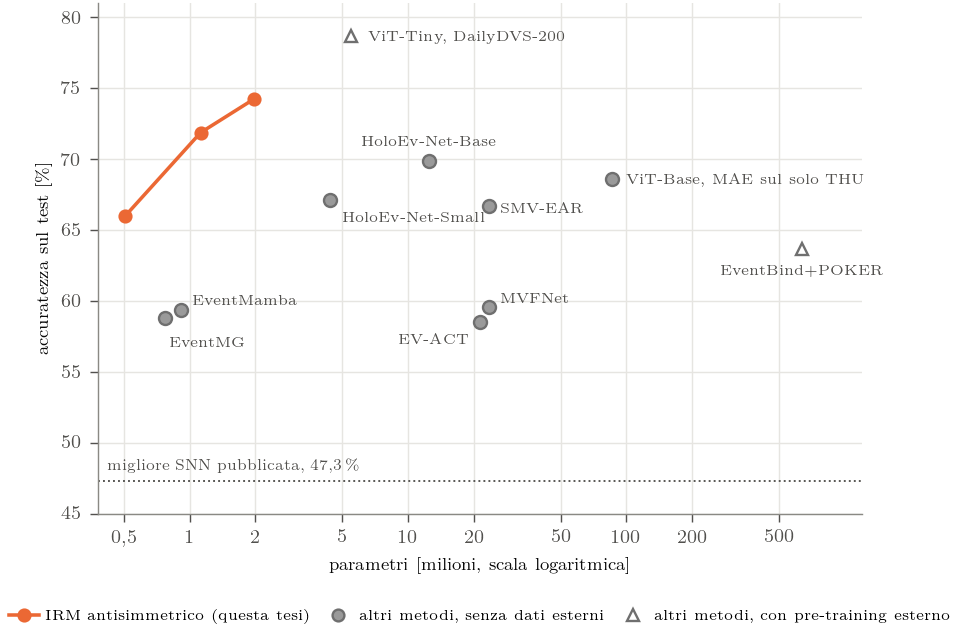 80
ViT-Tiny, DailyDVS-200
75
HoloEv-Net-Base
70
ViT-Base, MAE sul solo THU
SMV-EAR
HoloEv-Net-Small
65
EventBind+POKER
60
EventMamba
MVFNet
EV-ACT
EventMG
55
50
migliore SNN pubblicata, 47,3 %
45
accuratezza sul test [%]
0,5 1 2 5 10 20 50 100 200 500
parametri [milioni, scala logaritmica]
IRM antisimmetrico (questa tesi) altri metodi, senza dati esterni altri metodi, con pre-training esterno